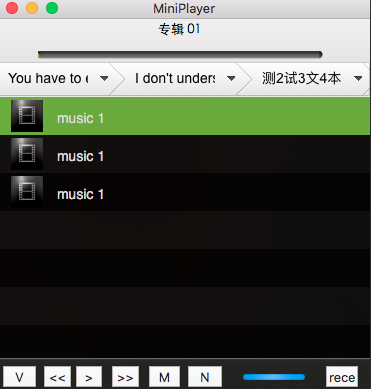 MiniPlayer
专辑 01
You have to e I don't unders 测2试3文4本
music 1
music 1
music 1
V << > >> M N rece